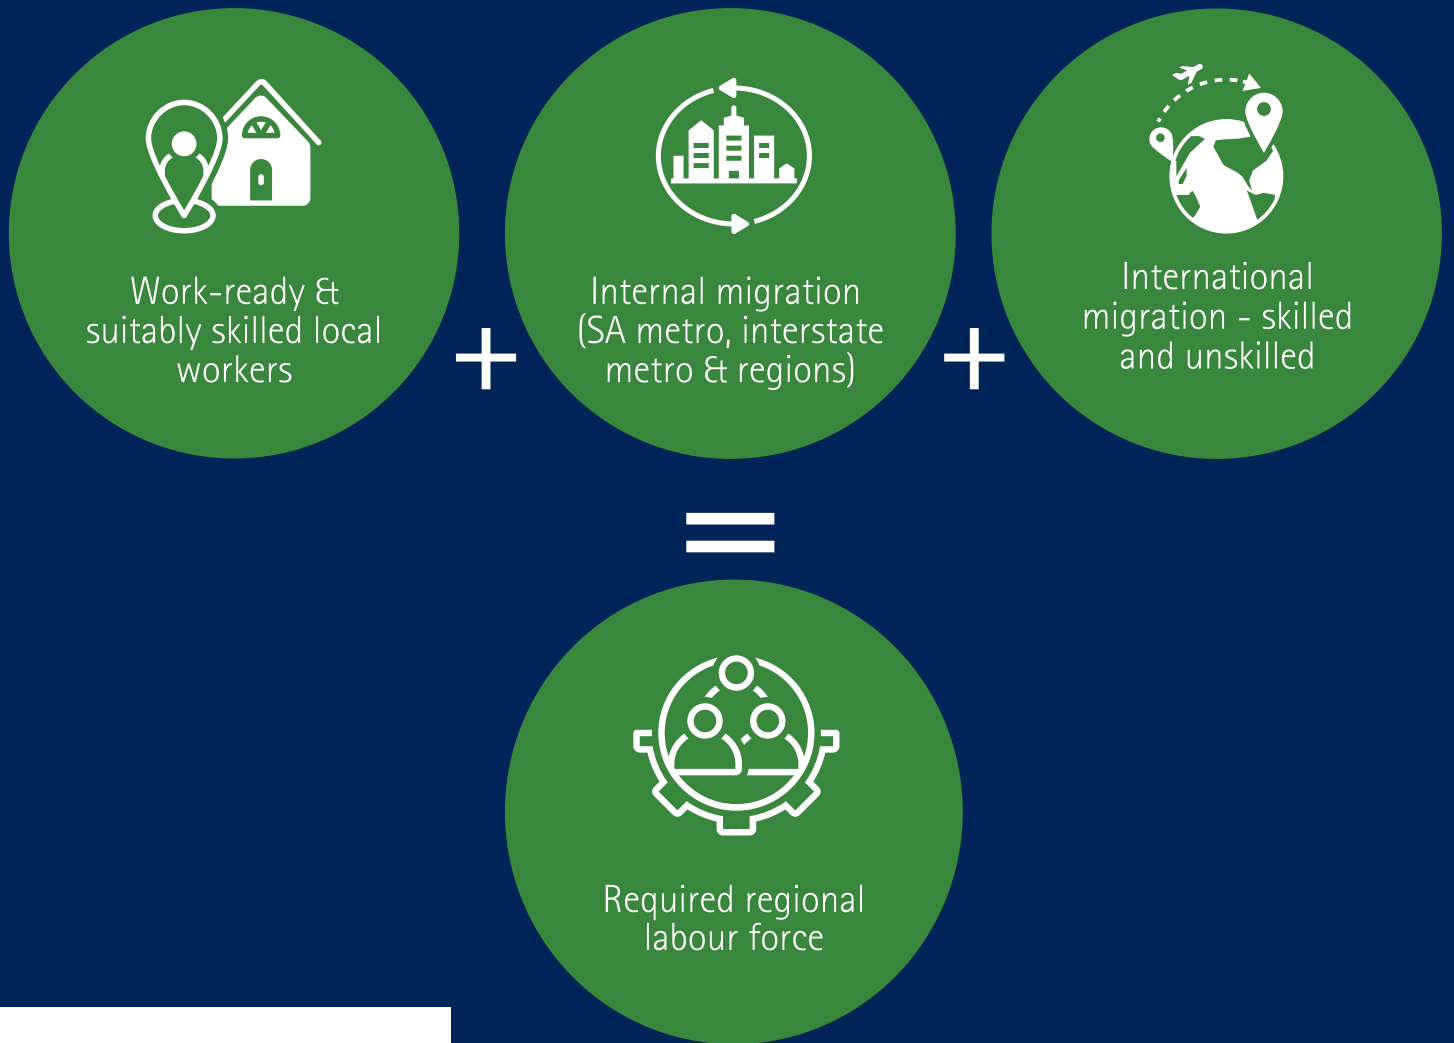 Work-ready &
suitably skilled local
workers
+
Internal migration
(SA metro, interstate
metro & regions)
+
International
migration - skilled
and unskilled
=
Required regional
labour force